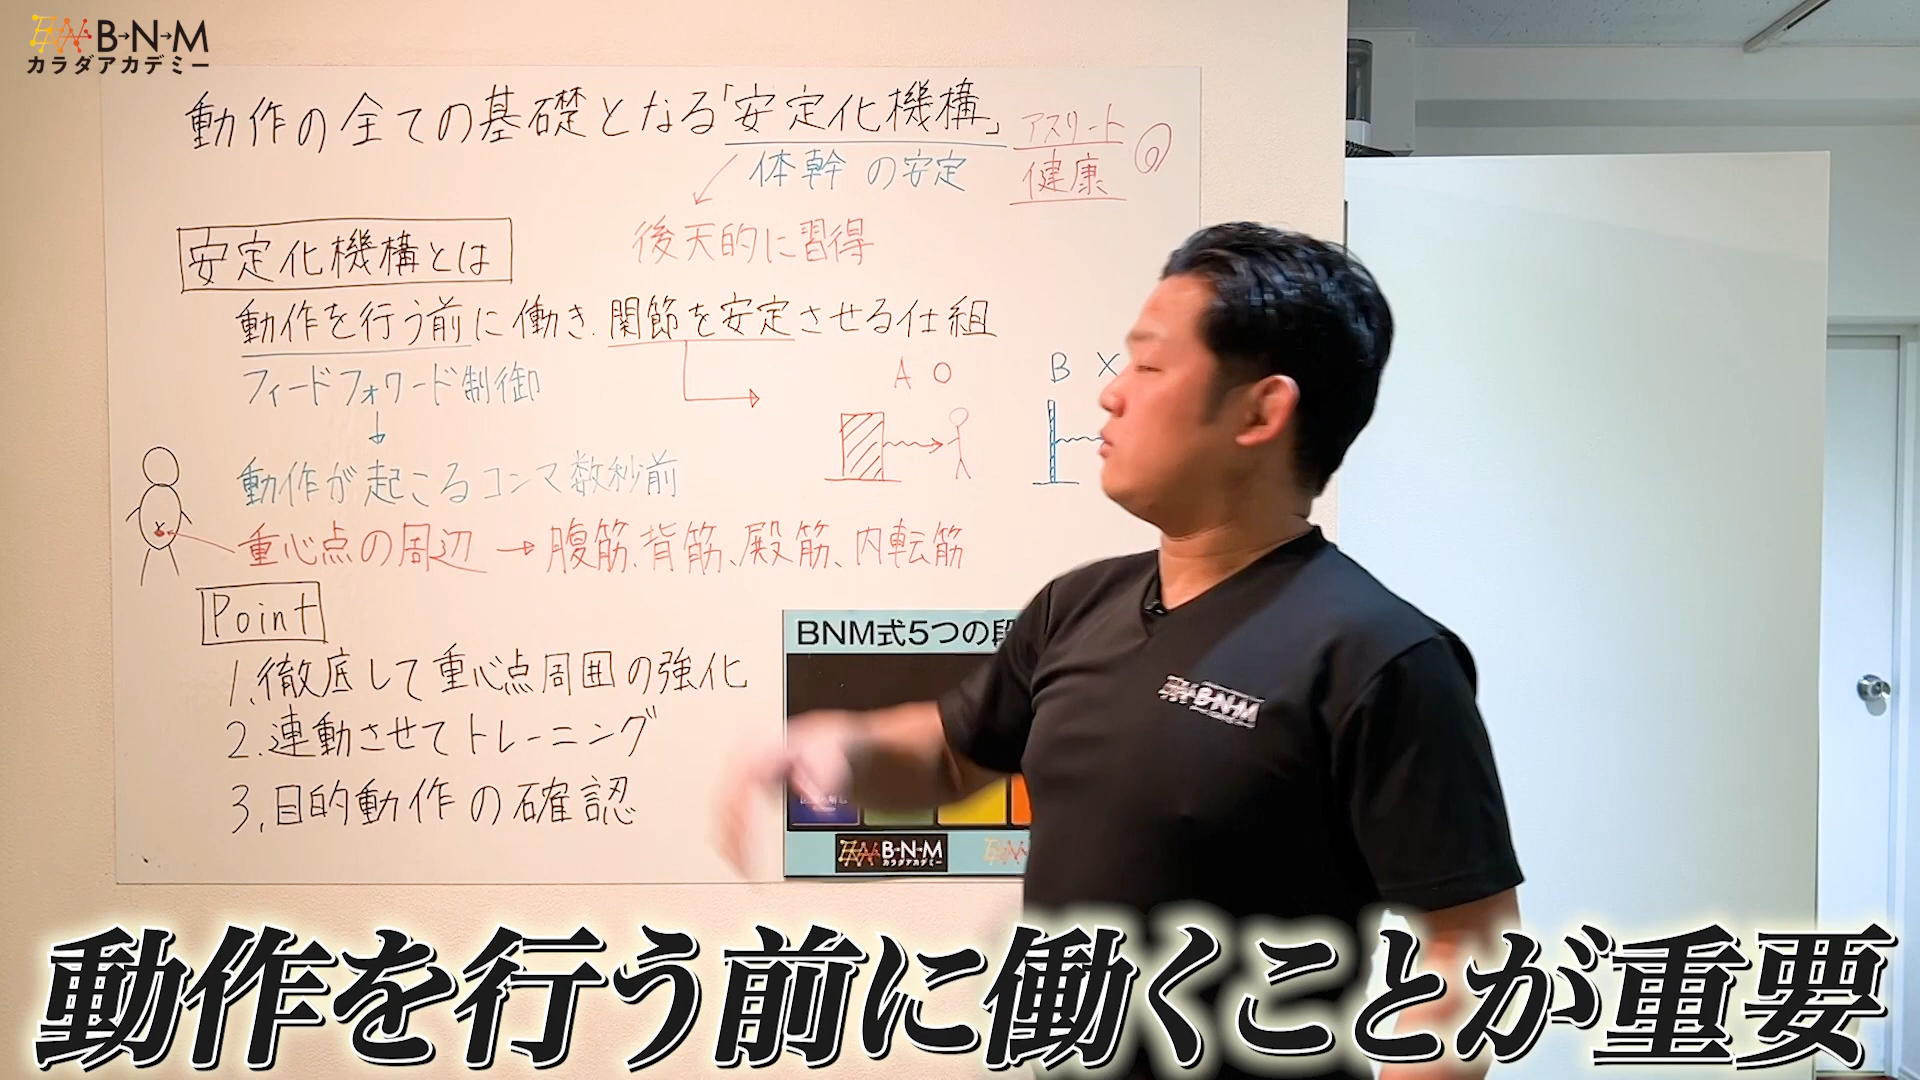 B→N→M
カラダアカデミー
動作の全ての基礎となる「安定化機構」
アスリート
健康
体幹の安定
後天的に習得
安定化機構とは
動作を行う前に働き、関節を安定させる仕組
フィードフォワード制御
A O
B X
動作が起こるコンマ数秒前
重心点の周辺→腹筋、背筋、殿筋、内転筋
Point
1.徹底して重心点周囲の強化
2.連動させてトレーニング
3.目的動作の確認
BNM式5つの段
B→N→M
カラダアカデミー
B→N→M
動作を行う前に働くことが重要